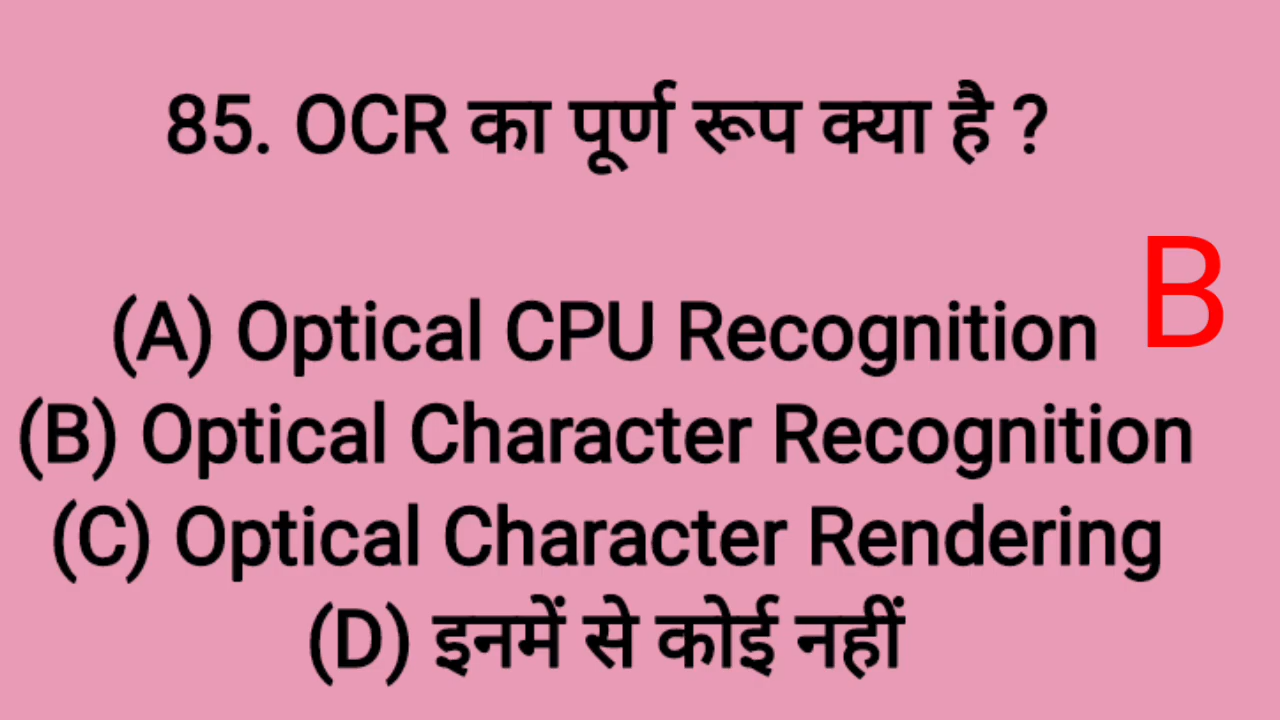 85. OCR का पूर्ण रूप क्या है ?
B
(A) Optical CPU Recognition
(B) Optical Character Recognition
(C) Optical Character Rendering
(D) इनमें से कोई नहीं